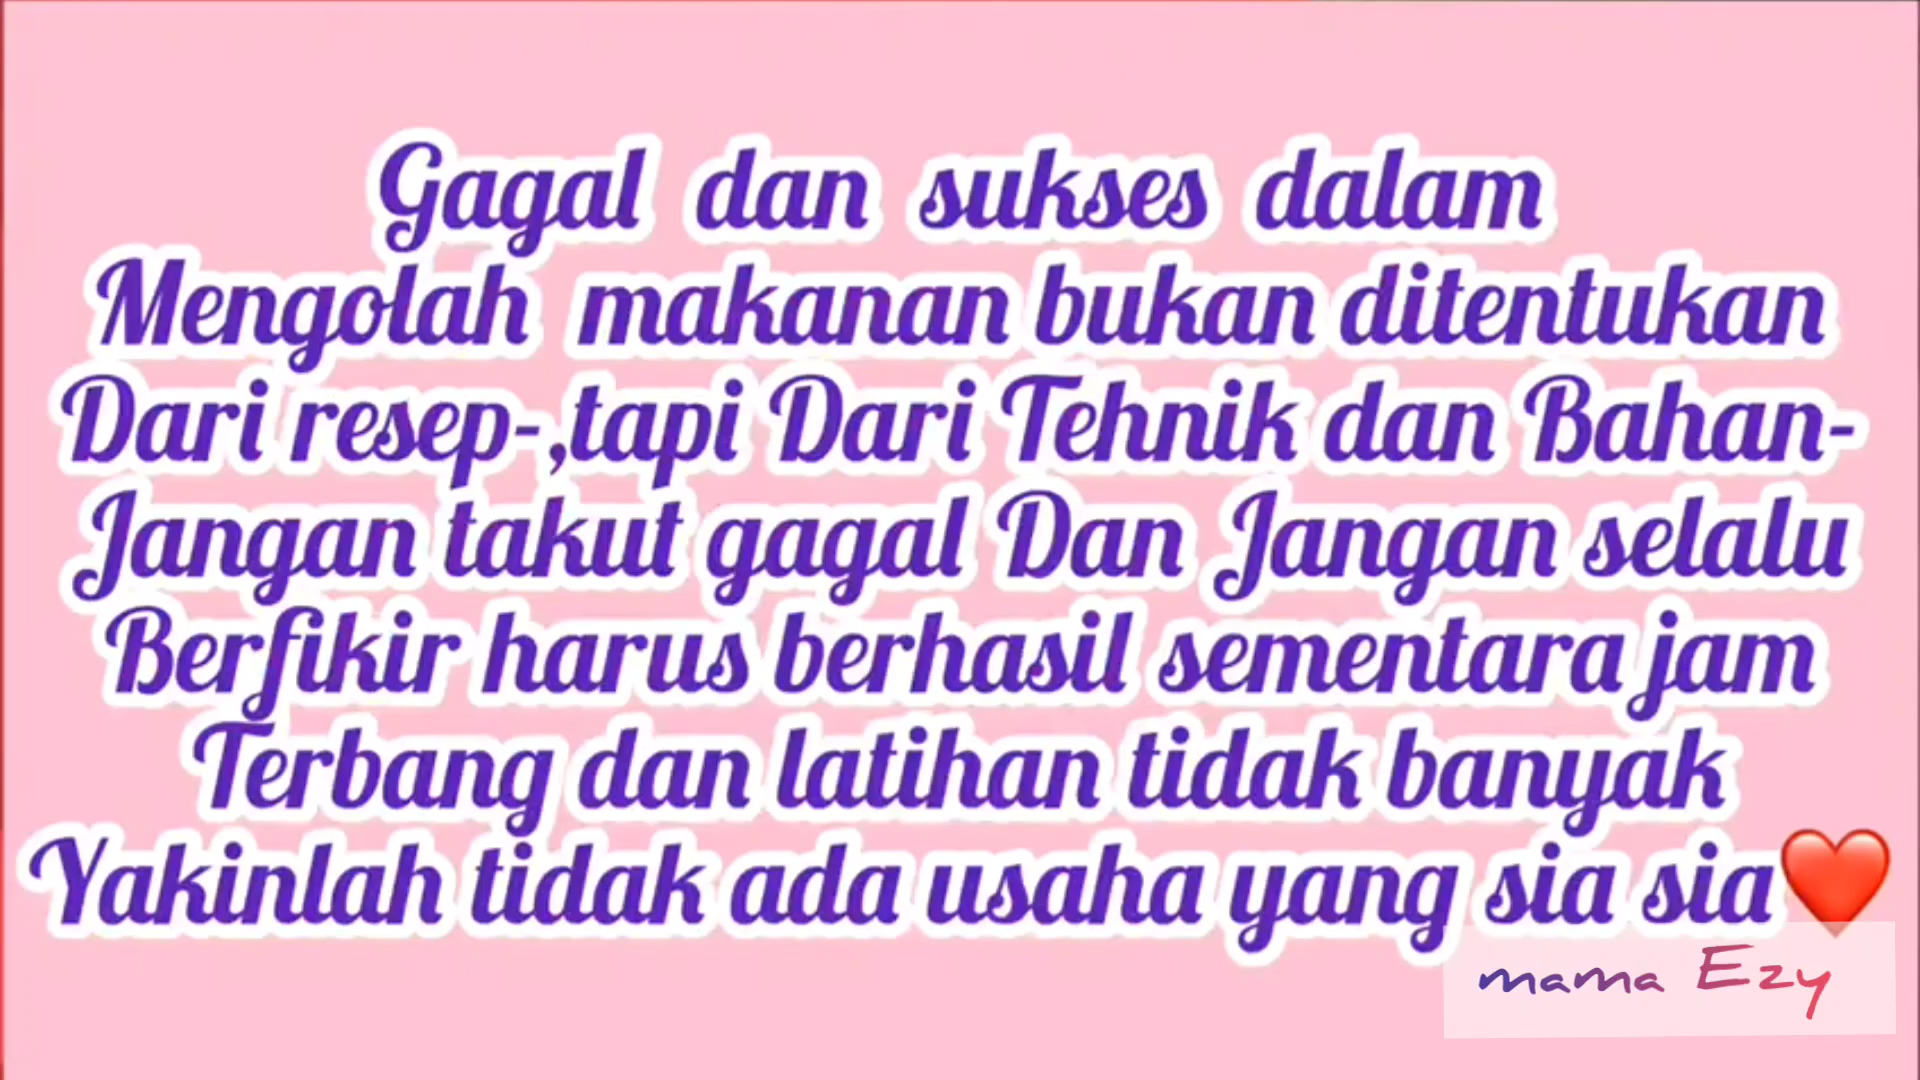 Gagal dan sukses dalam
Mengolah makanan bukan ditentukan
Dari resep-,tapi Dari Tehnik dan Bahan-
Jangan takut gagal Dan Jangan selalu
Berfikir harus berhasil sementara jam
Terbang dan latihan tidak banyak
Yakinlah tidak ada usaha yang sia sia❤️
mama Ezy